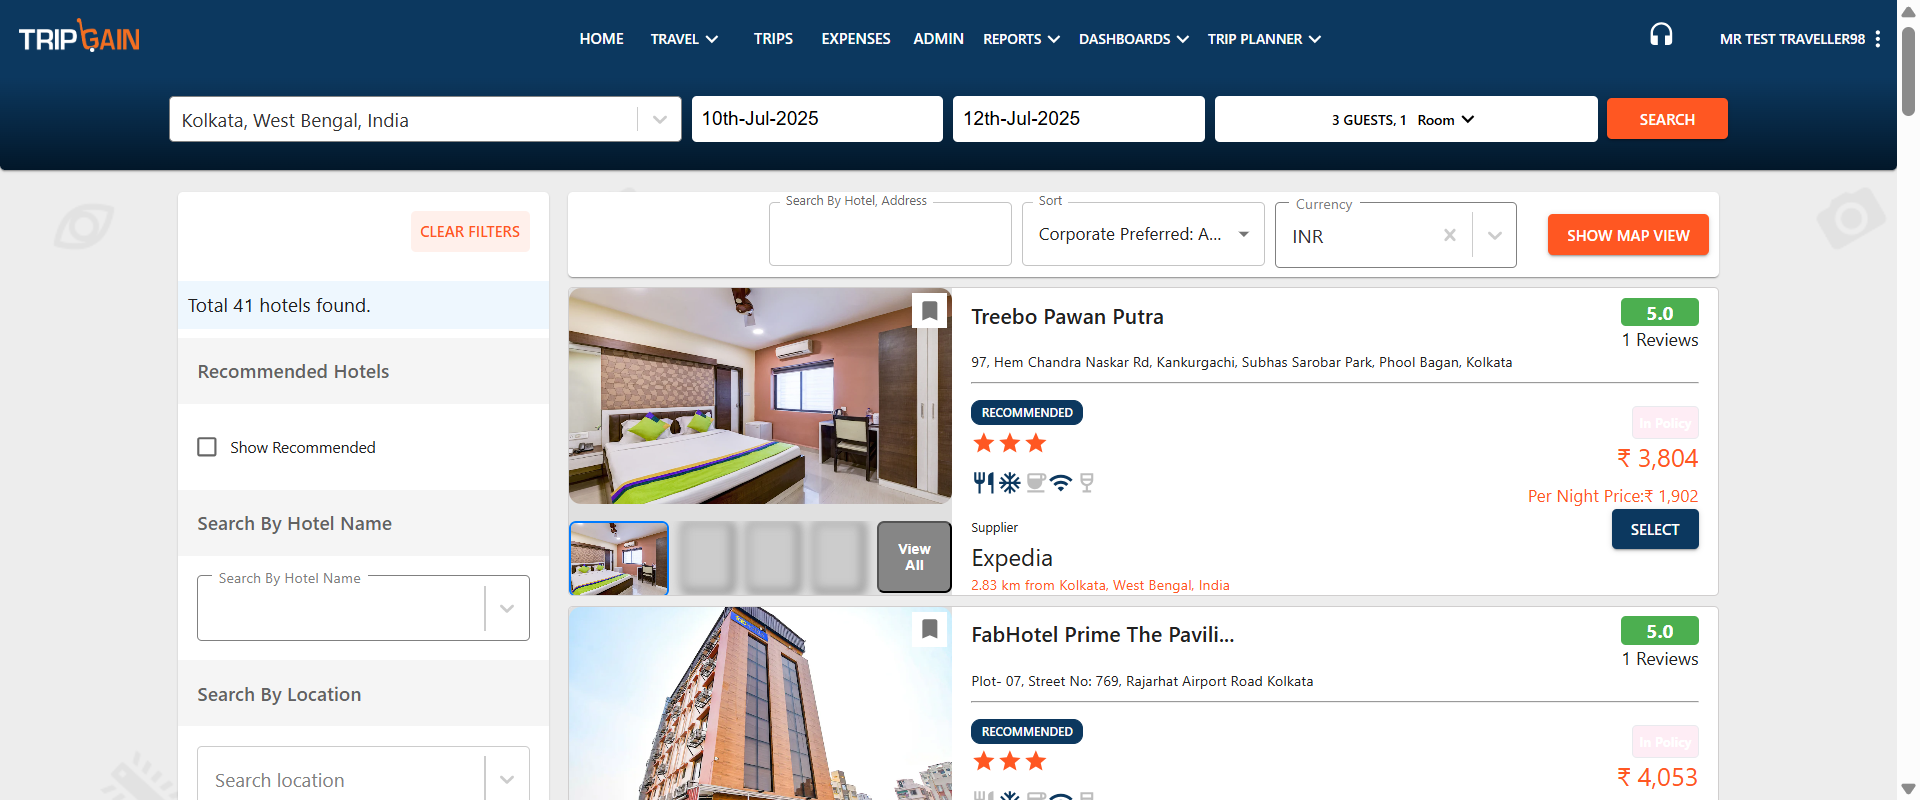 TRIPGAIN
HOME TRAVEL TRIPS EXPENSES ADMIN REPORTS DASHBOARDS TRIP PLANNER
MR TEST TRAVELLER98
Kolkata, West Bengal, India
10th-Jul-2025
12th-Jul-2025
3 GUESTS, 1 Room
SEARCH
CLEAR FILTERS
Total 41 hotels found.
Recommended Hotels
Show Recommended
Search By Hotel Name
Search By Hotel Name
Search By Location
Search location
Search By Hotel, Address
Sort
Corporate Preferred: A...
Currency
INR
SHOW MAP VIEW
Treebo Pawan Putra
5.0
1 Reviews
97, Hem Chandra Naskar Rd, Kankurgachi, Subhas Sarobar Park, Phool Bagan, Kolkata
RECOMMENDED
In Policy
₹ 3,804
Per Night Price:₹ 1,902
SELECT
View
All
Supplier
Expedia
2.83 km from Kolkata, West Bengal, India
FabHotel Prime The Pavili...
5.0
1 Reviews
Plot- 07, Street No: 769, Rajarhat Airport Road Kolkata
RECOMMENDED
In Policy
₹ 4,053